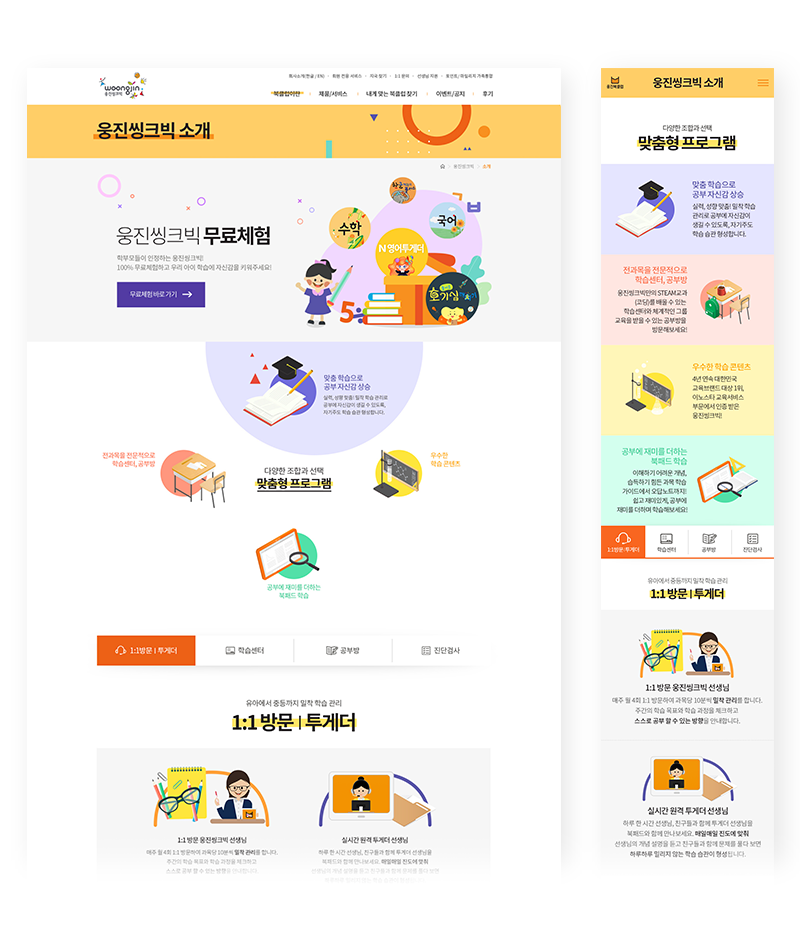 회사소개(한글 / EN)
회원 전용 서비스
지국 찾기
1:1 문의
선생님 지원
포인트/ 마일리지 가족통합
woongjin
웅진씽크빅
북클럽이란
제품/서비스
내게 맞는 북클럽 찾기
이벤트/공지
후기
웅진씽크빅 소개
웅진씽크빅
소개
웅진씽크빅 무료체험
학부모들이 인정하는 웅진씽크빅!
100% 무료체험하고 우리 아이 학습에 자신감을 키워주세요!
무료체험 바로가기
수학
국어
N 영어투게더
맞춤 학습으로
공부 자신감 상승
실력, 성향 맞춤! 밀착 학습 관리로
공부에 자신감이 생길 수 있도록,
자기주도 학습 습관 형성합니다.
전과목을 전문적으로
학습센터, 공부방
다양한 조합과 선택
맞춤형 프로그램
우수한
학습 콘텐츠
공부에 재미를 더하는
북패드 학습
1:1방문 I 투게더
학습센터
공부방
진단검사
유아에서 중등까지 밀착 학습 관리
1:1 방문 I 투게더
1:1 방문 웅진씽크빅 선생님
매주 월 4회 1:1 방문하여 과목당 10분씩 밀착 관리를 합니다.
주간의 학습 목표와 학습 과정을 체크하고
스스로 공부 할 수 있는 방향을 안내합니다.
실시간 원격 투게더 선생님
하루 한 시간 선생님, 친구들과 함께 투게더 선생님을
북패드와 함께 만나보세요. 매일매일 진도에 맞춰
선생님의 개념 설명을 듣고 친구들과 함께 문제를 풀다 보면
웅진북클럽
웅진씽크빅 소개
다양한 조합과 선택
맞춤형 프로그램
맞춤 학습으로
공부 자신감 상승
실력, 성향 맞춤! 밀착 학습
관리로 공부에 자신감이
생길 수 있도록, 자기주도
학습 습관 형성합니다.
전과목을 전문적으로
학습센터, 공부방
웅진씽크빅만의 STEAM교과
(코딩)를 배울 수 있는
학습센터와 체계적인 그룹
교육을 받을 수 있는 공부방을
방문해보세요!
우수한 학습 콘텐츠
4년 연속 대한민국
교육브랜드 대상 1위,
이노스타 교육서비스
부문에서 인증 받은
웅진씽크빅!
공부에 재미를 더하는
북패드 학습
이해하기 어려운 개념,
습득하기 힘든 과목 학습
가이드에서 오답노트까지!
쉽고 재미있게, 공부에
재미를 더하며 학습해보세요!
1:1방문·투게더
학습센터
공부방
진단검사
유아에서 중등까지 밀착 학습 관리
1:1 방문 I 투게더
1:1 방문 웅진씽크빅 선생님
매주 월 4회 1:1 방문하여 과목당 10분씩 밀착 관리를 합니다.
주간의 학습 목표와 학습 과정을 체크하고
스스로 공부 할 수 있는 방향을 안내합니다.
실시간 원격 투게더 선생님
하루 한 시간 선생님, 친구들과 함께 투게더 선생님을
북패드와 함께 만나보세요. 매일매일 진도에 맞춰
선생님의 개념 설명을 듣고 친구들과 함께 문제를 풀다 보면
하루하루 밀리지 않는 학습 습관이 형성됩니다.